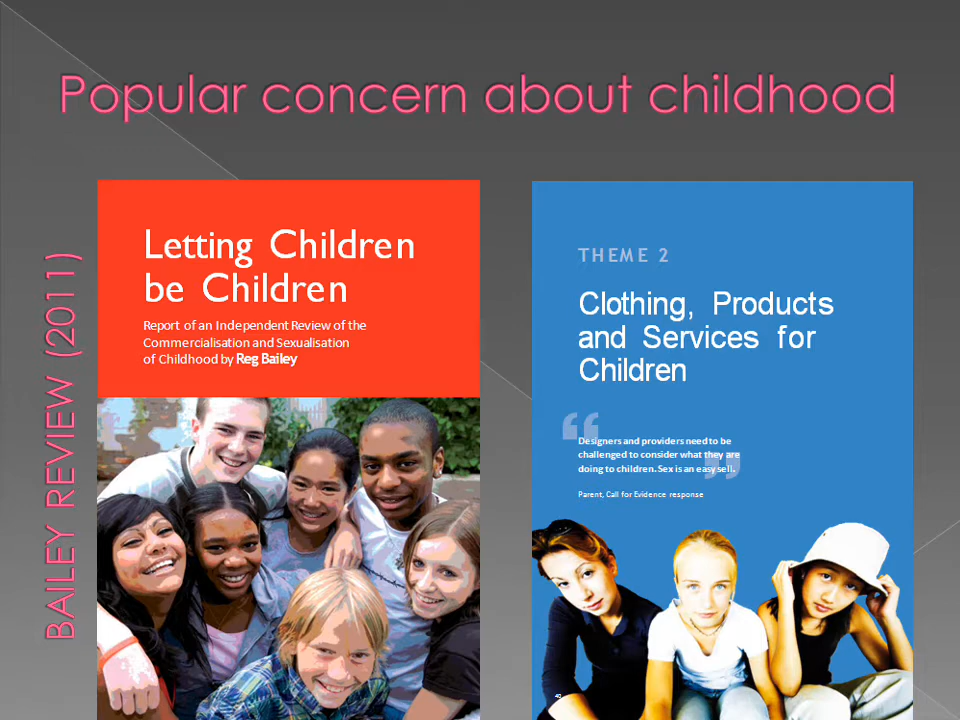 Popular concern about childhood
BAILEY REVIEW (2011)
Letting Children
be Children
Report of an Independent Review of the
Commercialisation and Sexualisation
of Childhood by Reg Bailey
THEME 2
Clothing, Products
and Services for
Children
“
Designers and providers need to be
challenged to consider what they are
doing to children. Sex is an easy sell.
”
Parent, Call for Evidence response
40